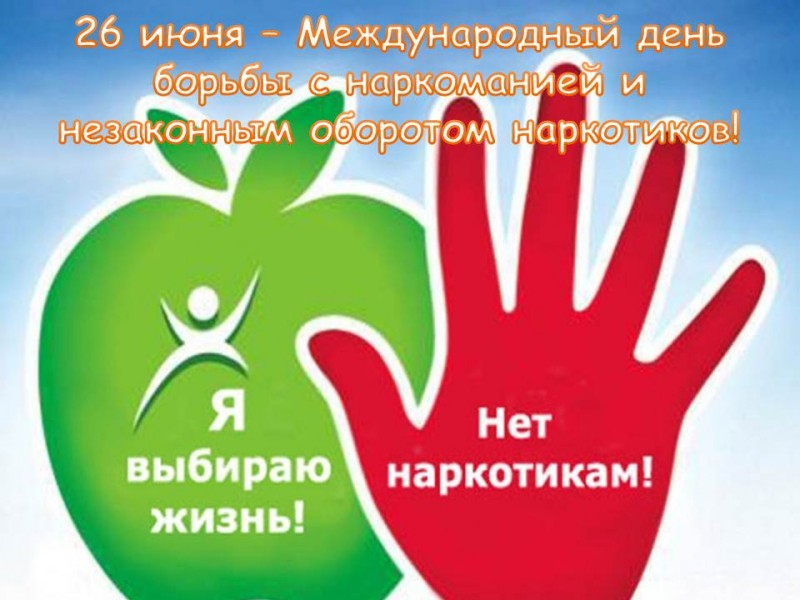 26 июня – Международный день
борьбы с наркоманией и
незаконным оборотом наркотиков!
Я
выбираю
жизнь!
Нет
наркотикам!